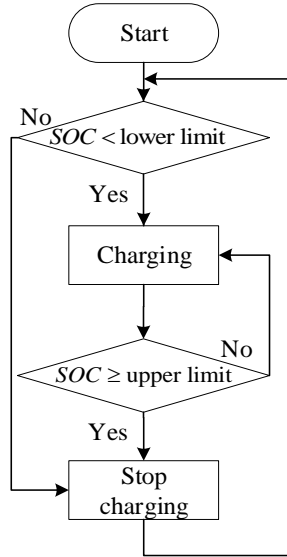 Start
No
SOC < lower limit
Yes
Charging
No
SOC ≥ upper limit
Yes
Stop
charging